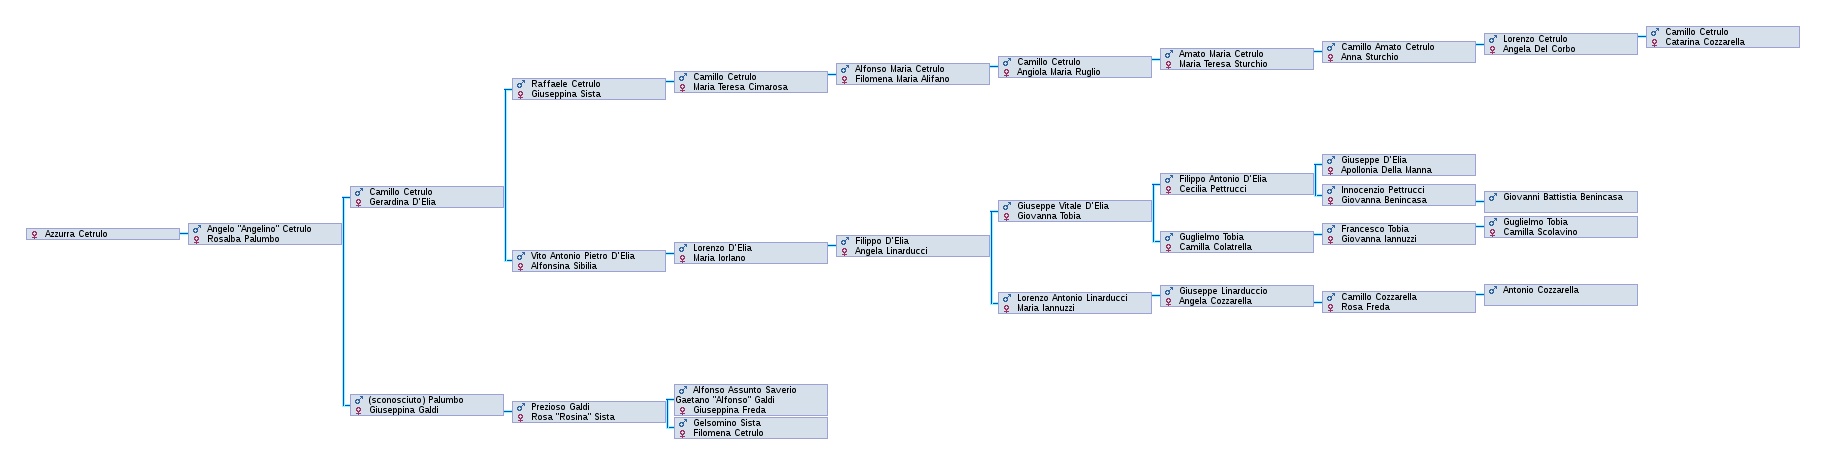 Azzurra Cetrulo
Angelo "Angelino" Cetrulo
Rosalba Palumbo
Camillo Cetrulo
Gerardina D'Elia
(sconosciuto) Palumbo
Giuseppina Galdi
Raffaele Cetrulo
Giuseppina Sista
Vito Antonio Pietro D'Elia
Alfonsina Sibilia
Prezioso Galdi
Rosa "Rosina" Sista
Camillo Cetrulo
Maria Teresa Cimarosa
Lorenzo D'Elia
Maria Iorlano
Alfonso Assunto Saverio
Gaetano "Alfonso" Galdi
Giuseppina Freda
Gelsomino Sista
Filomena Cetrulo
Alfonso Maria Cetrulo
Filomena Maria Alifano
Filippo D'Elia
Angela Linarducci
Camillo Cetrulo
Angiola Maria Ruglio
Giuseppe Vitale D'Elia
Giovanna Tobia
Lorenzo Antonio Linarducci
Maria Iannuzzi
Amato Maria Cetrulo
Maria Teresa Sturchio
Filippo Antonio D'Elia
Cecilia Pettrucci
Guglielmo Tobia
Camilla Colatrella
Giuseppe Linarduccio
Angela Cozzarella
Camillo Amato Cetrulo
Anna Sturchio
Giuseppe D'Elia
Apollonia Della Manna
Innocenzio Pettrucci
Giovanna Benincasa
Francesco Tobia
Giovanna Iannuzzi
Camillo Cozzarella
Rosa Freda
Lorenzo Cetrulo
Angela Del Corbo
Giovanni Battistia Benincasa
Guglielmo Tobia
Camilla Scolavino
Antonio Cozzarella
Camillo Cetrulo
Catarina Cozzarella